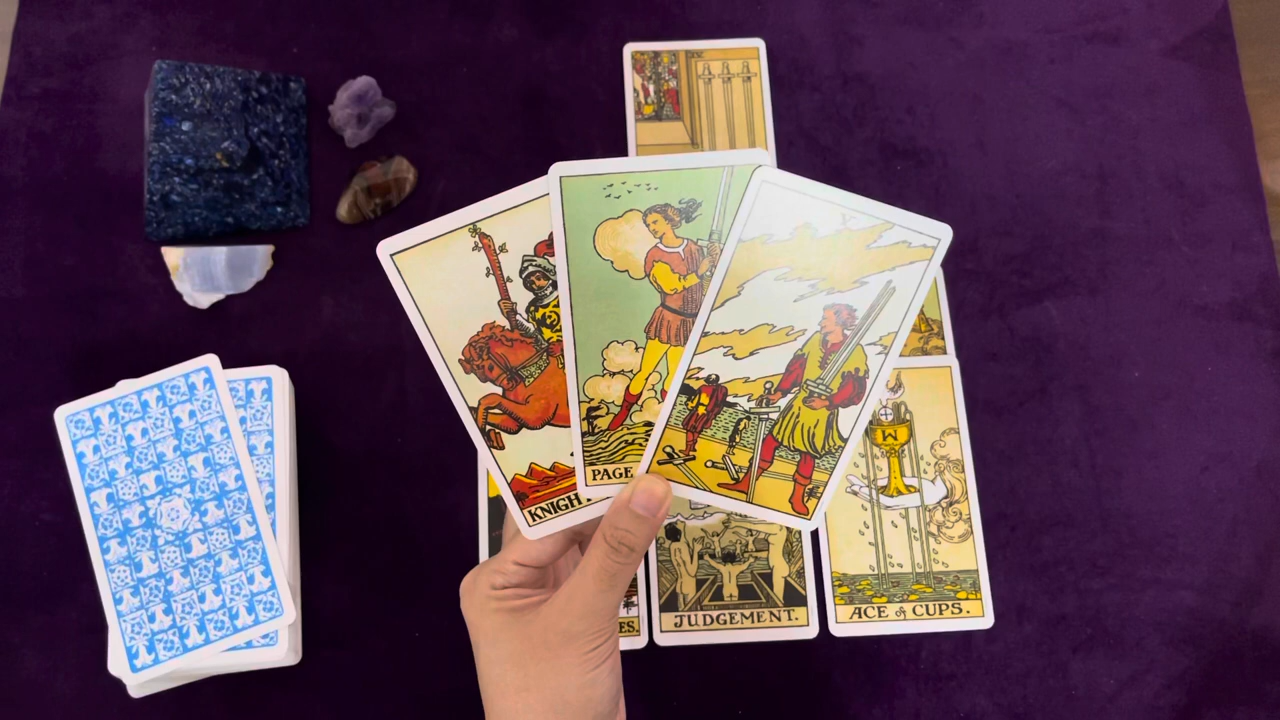 V
KNIGH
PAGE
ES.
JUDGEMENT.
ACE of CUPS.